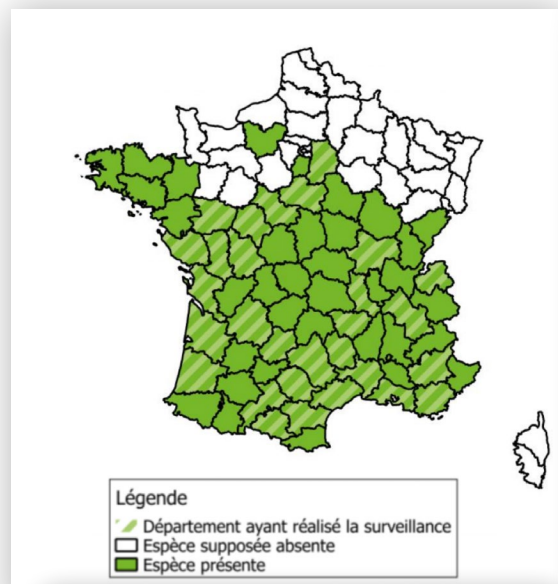 Légende
Département ayant réalisé la surveillance
Espèce supposée absente
Espèce présente